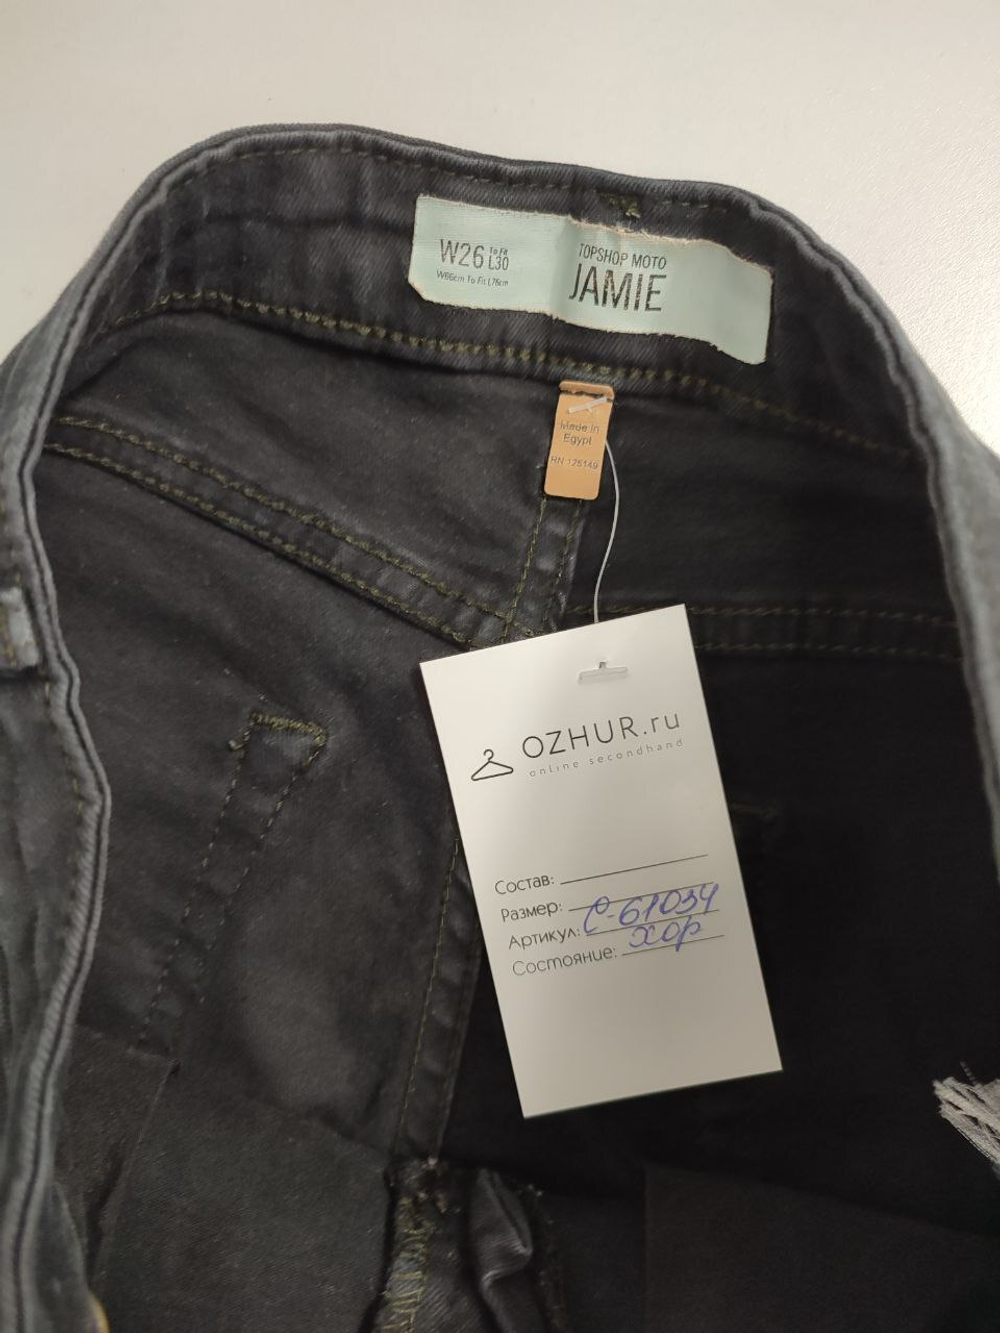 W26 To Fit L30
W66cm To Fit L76cm
TOPSHOP MOTO
JAMIE
Made In
Egypt
RN 125149
OZHUR.ru
online secondhand
Состав:
Размер:
Артикул: С-61034
Состояние: хор